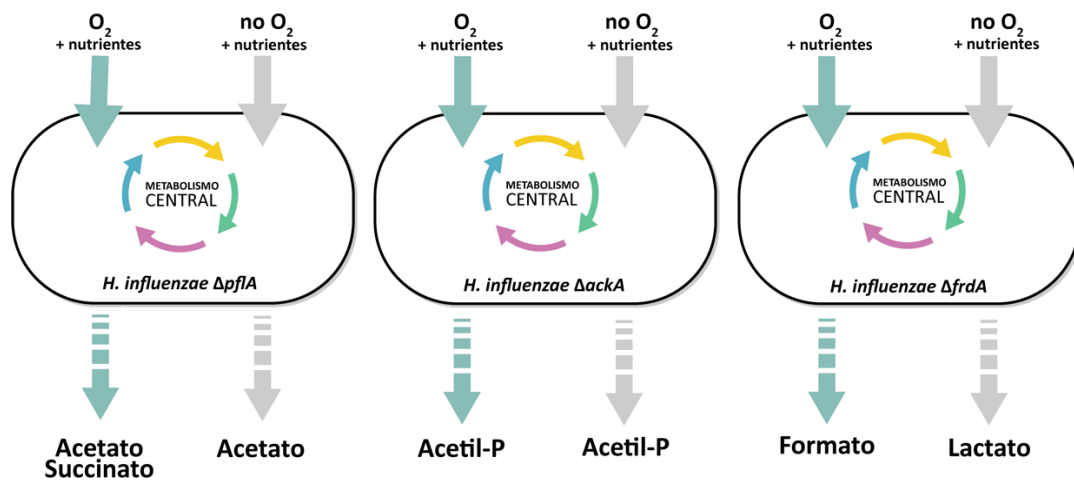 O2
+ nutrientes
no O2
+ nutrientes
METABOLISMO
CENTRAL
H. influenzae ΔpflA
Acetato
Succinato
Acetato
O2
+ nutrientes
no O2
+ nutrientes
METABOLISMO
CENTRAL
H. influenzae ΔackA
Acetil-P
Acetil-P
O2
+ nutrientes
no O2
+ nutrientes
METABOLISMO
CENTRAL
H. influenzae ΔfrdA
Formato
Lactato